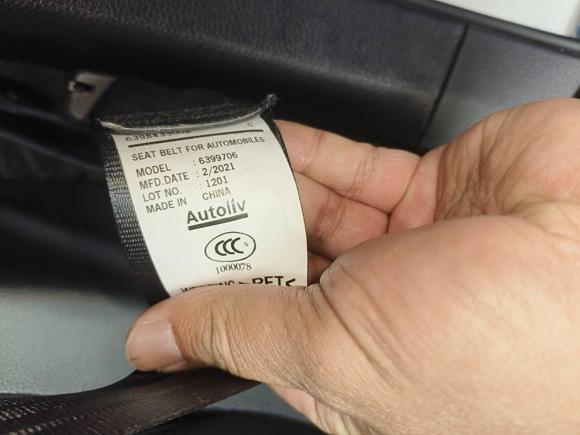 C
SEAT BELT FOR AUTOMOBILES
MODEL : 6399706
MFD.DATE : 2/2021
LOT NO. : 1201
MADE IN CHINA
Autoliv
CCC S
1000078
>PET<